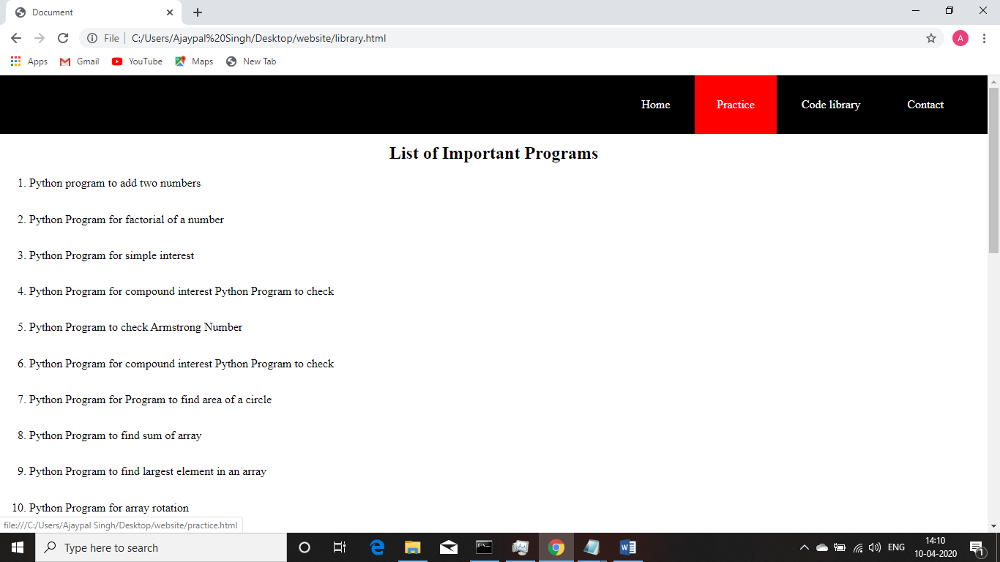 Document
File
C:/Users/Ajaypal%20Singh/Desktop/website/library.html
A
Apps
Gmail
YouTube
Maps
New Tab
Home
Practice
Code library
Contact
List of Important Programs
1. Python program to add two numbers
2. Python Program for factorial of a number
3. Python Program for simple interest
4. Python Program for compound interest Python Program to check
5. Python Program to check Armstrong Number
6. Python Program for compound interest Python Program to check
7. Python Program for Program to find area of a circle
8. Python Program to find sum of array
9. Python Program to find largest element in an array
10. Python Program for array rotation
file:///C:/Users/Ajaypal Singh/Desktop/website/practice.html
Type here to search
ENG
14:10
10-04-2020
1